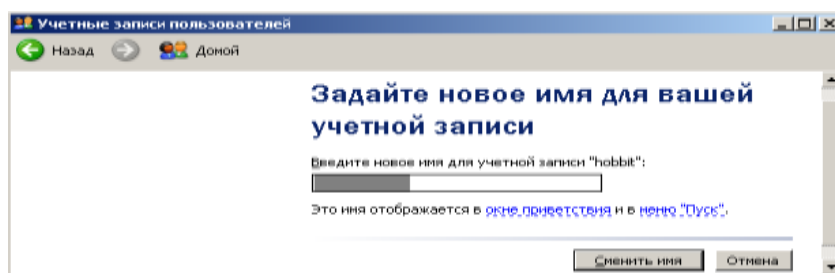 Учетные записи пользователей
Назад Домой
Задайте новое имя для вашей
учетной записи
Введите новое имя для учетной записи "hobbit":
Это имя отображается в окне приветствия и в меню "Пуск".
Сменить имя Отмена